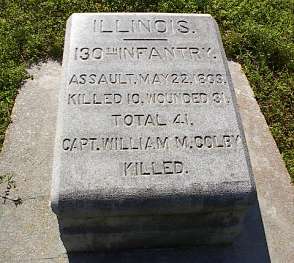 ILLINOIS.
130TH INFANTRY.
ASSAULT, MAY 22, 1863,
KILLED 10, WOUNDED 31,
TOTAL 41.
CAPT. WILLIAM M. COLBY
KILLED.